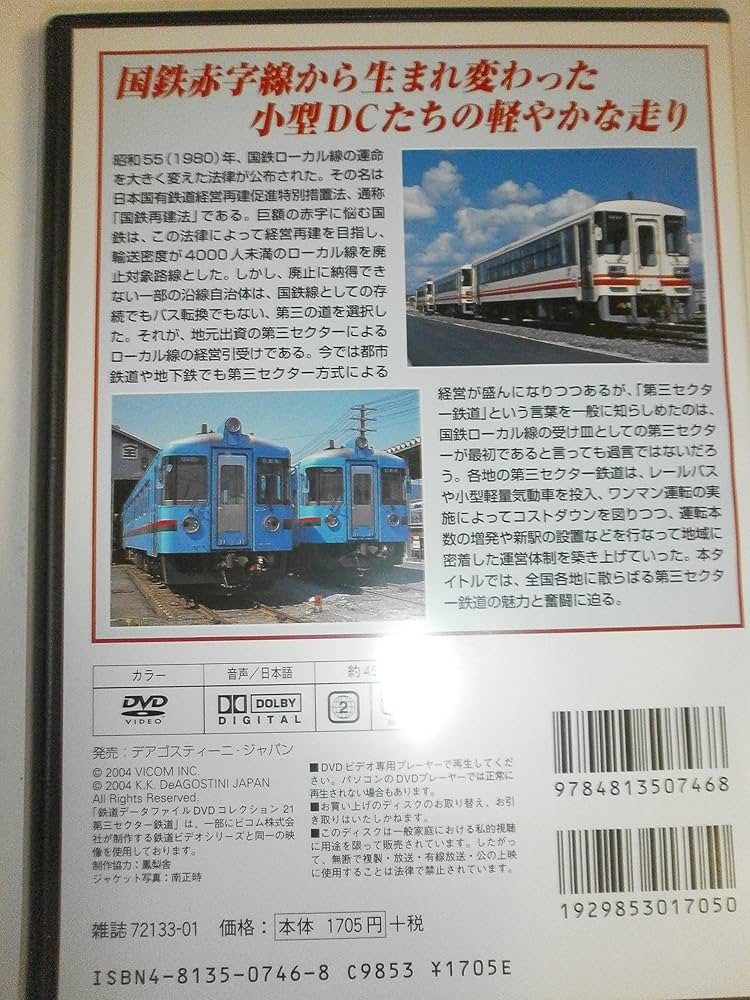 国鉄赤字線から生まれ変わった
小型DCたちの軽やかな走り
昭和55(1980)年、国鉄ローカル線の運命
を大きく変えた法律が公布された。その名は
日本国有鉄道経営再建促進特別措置法、通称
「国鉄再建法」である。巨額の赤字に悩む国
鉄は、この法律によって経営再建を目指し、
輸送密度が4000人未満のローカル線を廃
止対象路線とした。しかし、廃止に納得でき
ない一部の沿線自治体は、国鉄線としての存
続でもバス転換でもない、第三の道を選択し
た。それが、地元出資の第三セクターによる
ローカル線の経営引受けである。今では都市
鉄道や地下鉄でも第三セクター方式による
経営が盛んになりつつあるが、「第三セクタ
ー鉄道」という言葉を一般に知らしめたのは、
国鉄ローカル線の受け皿としての第三セクタ
ーが最初であると言っても過言ではないだろ
う。各地の第三セクター鉄道は、レールバス
や小型軽量気動車を投入、ワンマン運転の実
施によってコストダウンを図りつつ、運転本
数の増発や新駅の設置などを行なって地域に
密着した運営体制を築き上げていった。本タ
イトルでは、全国各地に散らばる第三セクタ
ー鉄道の魅力と奮闘に迫る。
カラー 音声/日本語 約45
DVD VIDEO DOLBY DIGITAL 2
発売:デアゴスティーニ・ジャパン
© 2004 VICOM INC.
© 2004 K.K. DeAGOSTINI JAPAN
All Rights Reserved.
「鉄道データファイルDVDコレクション 21
第三セクター鉄道」は、一部にビコム株式会
社が制作する鉄道ビデオシリーズと同一の映
像を使用しております。
制作協力:鳳梨舎
ジャケット写真:南正時
■DVDビデオ専用プレーヤーで再生してくだ
さい。パソコンのDVDプレーヤーでは正常に
再生されない場合もあります。
■お買い上げのディスクのお取り替え、お引
き取りはいたしかねます。
■このディスクは一般家庭における私的視聴
に用途を限って販売されています。したがっ
て、無断で複製・放送・有線放送・公の上映
に使用することは法律で禁止されています。
9784813507468
1929853017050
雑誌 72133-01 価格: 本体 1705円 +税
ISBN4-8135-0746-8 C9853 ¥1705E